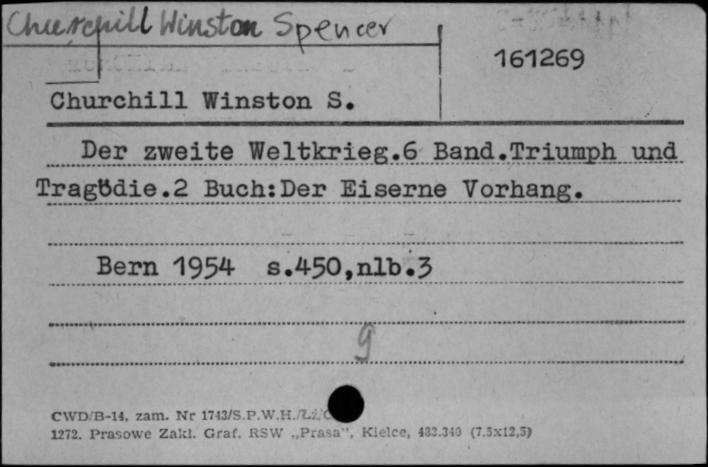 Churchill Winston Spencer
161269
Churchill Winston S.
Der zweite Weltkrieg.6 Band.Triumph und
Tragödie.2 Buch:Der Eiserne Vorhang.
Bern 1954 s.450,nlb.3
g
CWD/B-14, zam. Nr 1743/S.P.W.H./
1272. Prasowe Zakł. Graf. RSW „Prasa”, Kielce, 433.340 (7.5x12,5)